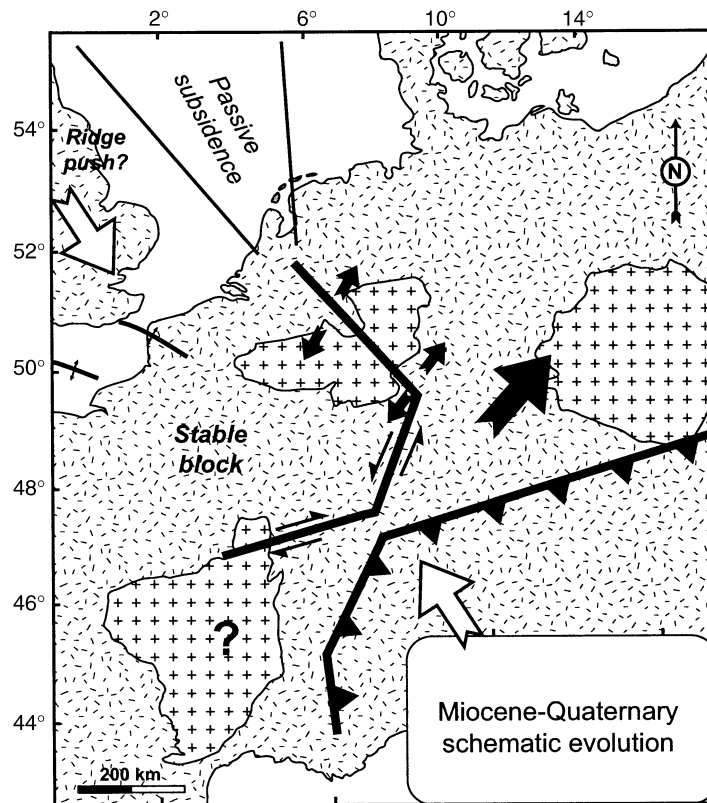 2° 6° 10° 14°
Passive
subsidence
54°
Ridge
push?
N
52°
50°
Stable
block
48°
46°
?
44°
Miocene-Quaternary
schematic evolution
200 km